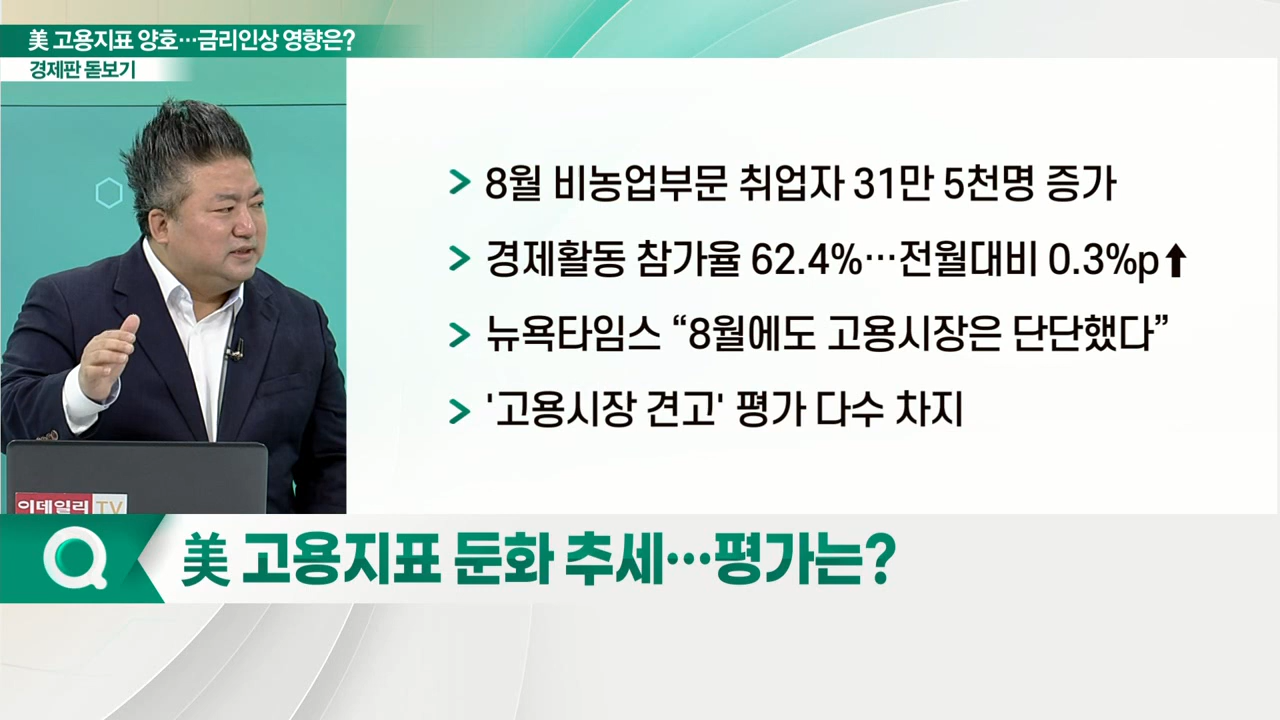 美 고용지표 양호…금리인상 영향은?
경제판 돋보기
> 8월 비농업부문 취업자 31만 5천명 증가
> 경제활동 참가율 62.4%…전월대비 0.3%p⬆
> 뉴욕타임스 “8월에도 고용시장은 단단했다”
> '고용시장 견고' 평가 다수 차지
이데일리 TV
Q 美 고용지표 둔화 추세…평가는?